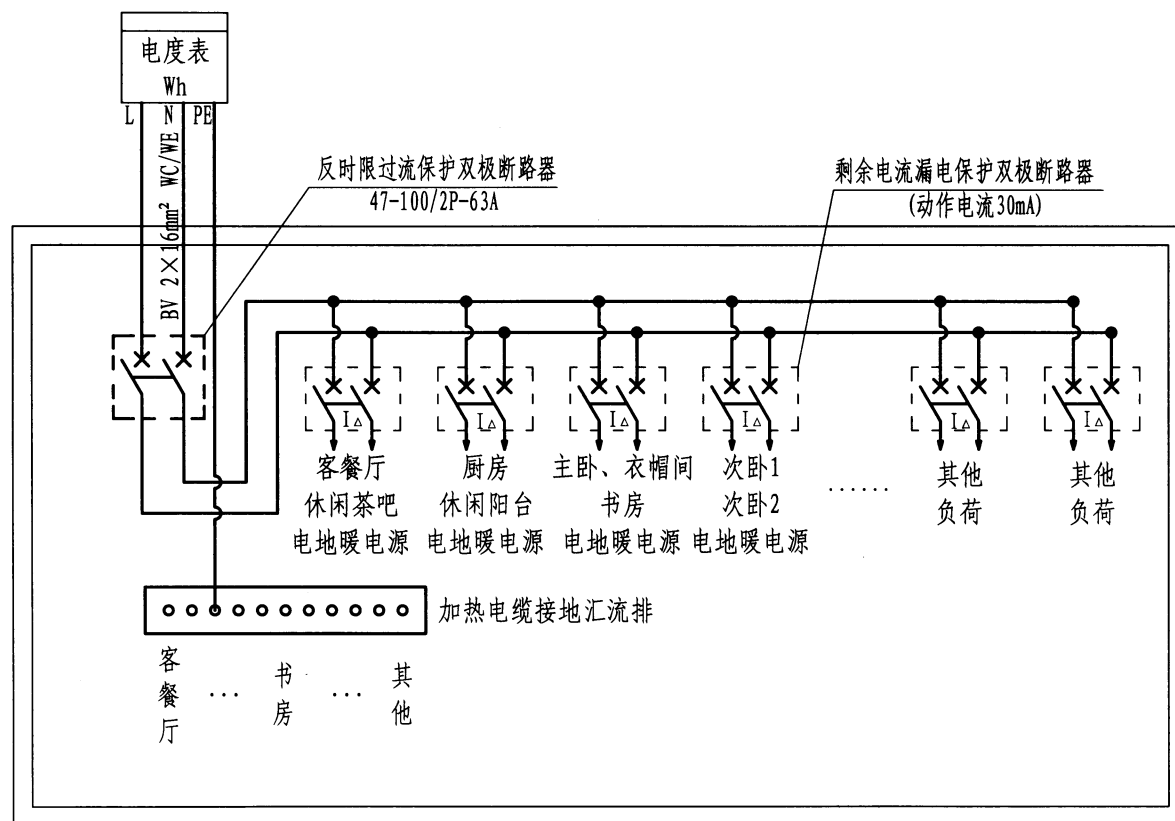 电度表
Wh
L N PE
BV 2×16mm² WC/WE
反时限过流保护双极断路器
47-100/2P-63A
剩余电流漏电保护双极断路器
(动作电流30mA)
I△ I△ I△ I△ I△ I△
客餐厅
休闲茶吧
电地暖电源
厨房
休闲阳台
电地暖电源
主卧、衣帽间
书房
电地暖电源
次卧1
次卧2
电地暖电源
......
其他
负荷
其他
负荷
加热电缆接地汇流排
客餐厅 ... 书房 ... 其他